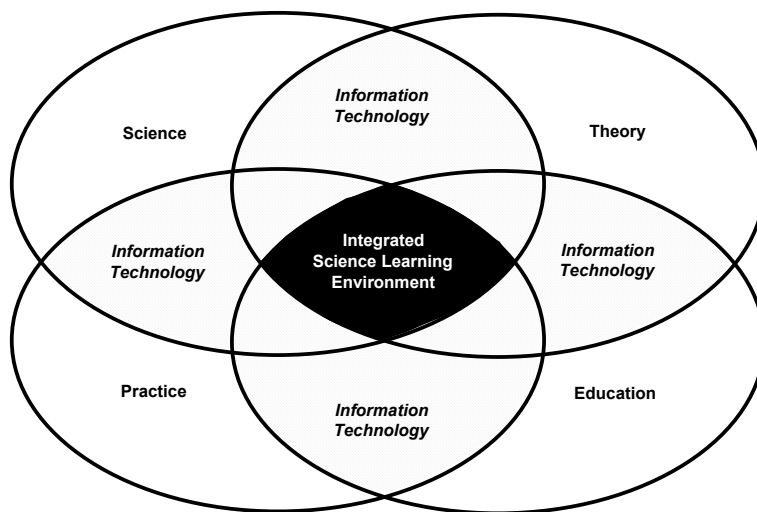 Information
Technology
Science
Theory
Integrated
Science Learning
Environment
Information
Technology
Information
Technology
Practice
Education
Information
Technology